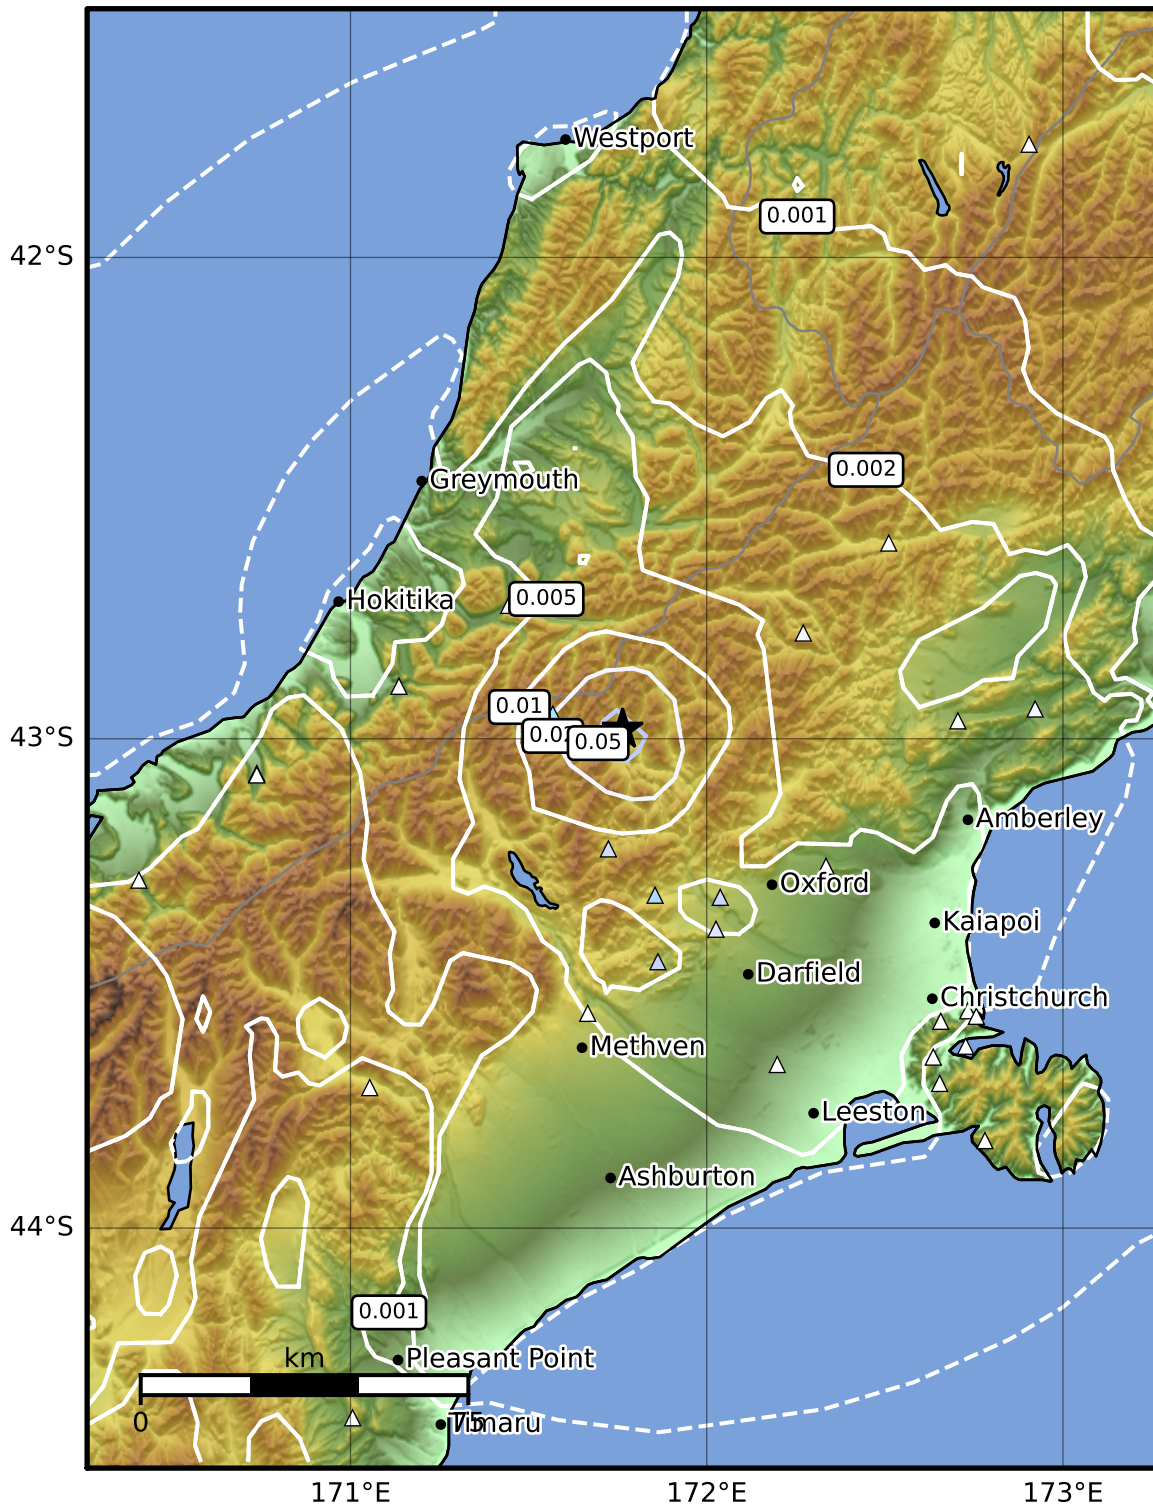 Westport
0.001
42°S
0.002
Greymouth
0.005
Hokitika
0.01
0.05
43°S
Amberley
Oxford
Kaiapoi
Darfield
Christchurch
Methven
Leeston
Ashburton
44°S
0.001
km
Pleasant Point
0
Timaru
171°E
172°E
173°E